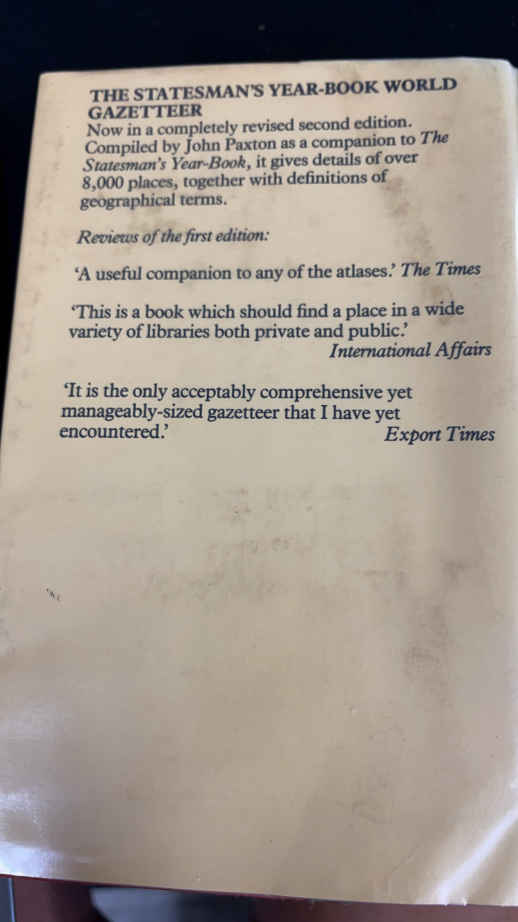 THE STATESMAN'S YEAR-BOOK WORLD
GAZETTEER
Now in a completely revised second edition.
Compiled by John Paxton as a companion to The
Statesman's Year-Book, it gives details of over
8,000 places, together with definitions of
geographical terms.
Reviews of the first edition:
‘A useful companion to any of the atlases.’ The Times
‘This is a book which should find a place in a wide
variety of libraries both private and public.’
International Affairs
‘It is the only acceptably comprehensive yet
manageably-sized gazetteer that I have yet
encountered.’ Export Times